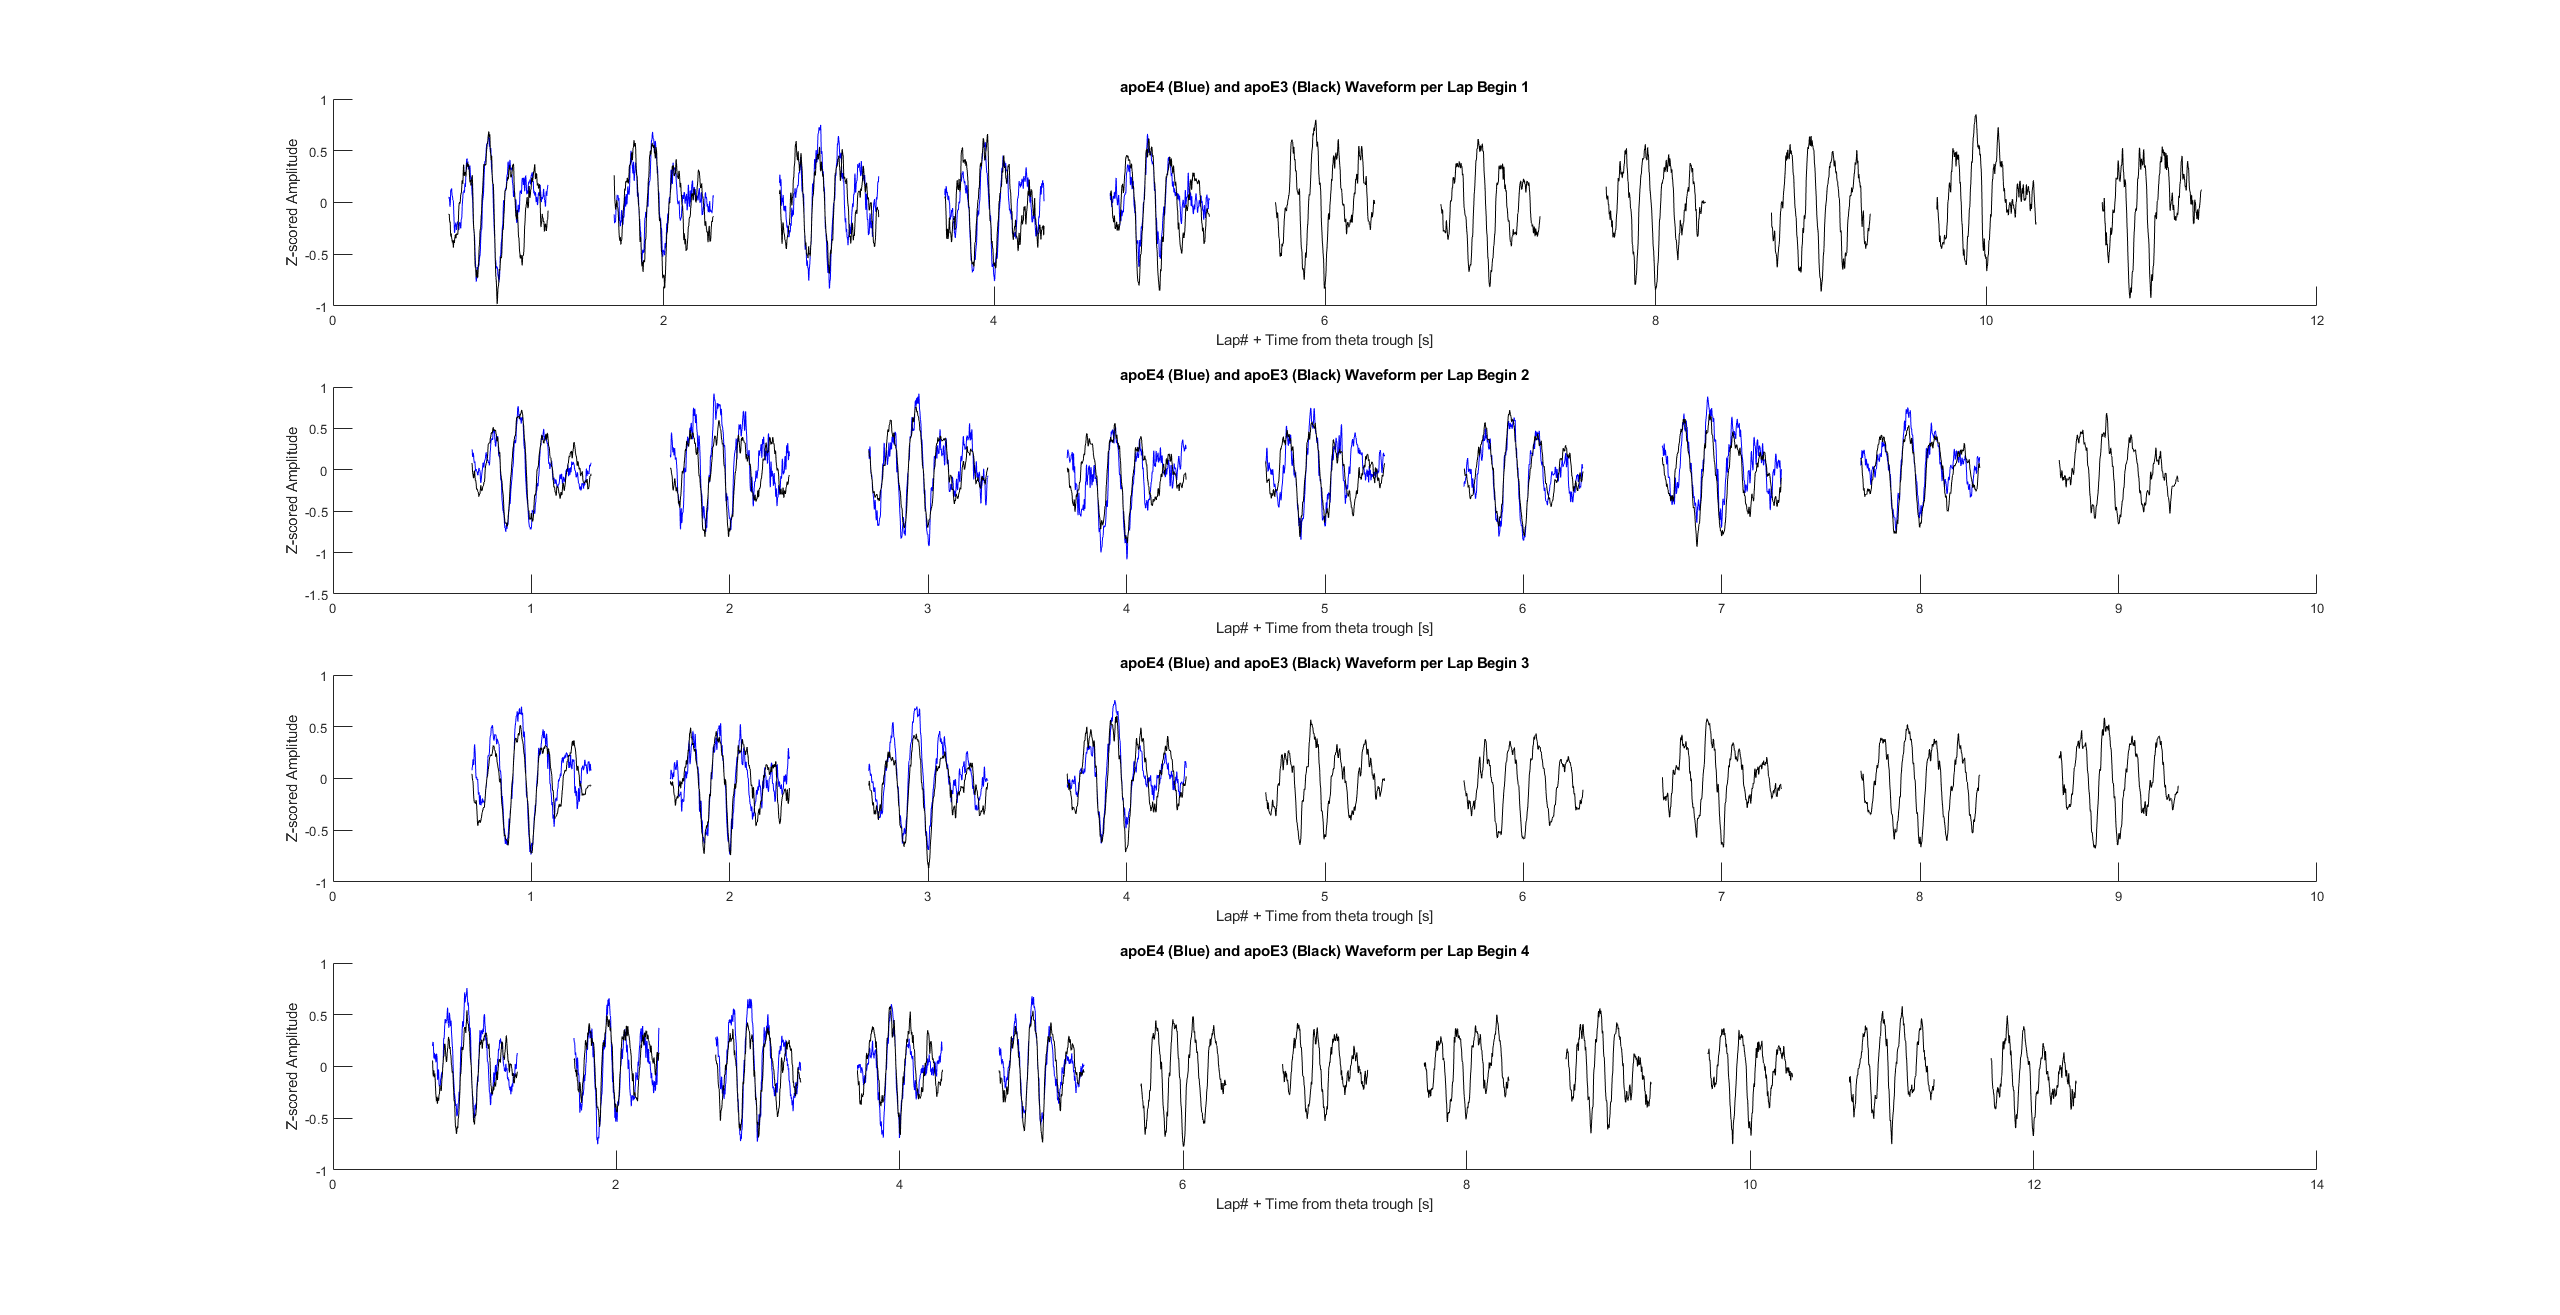 apoE4 (Blue) and apoE3 (Black) Waveform per Lap Begin 1
Z-scored Amplitude
1
0.5
0
-0.5
-1
0 2 4 6 8 10 12
Lap# + Time from theta trough [s]
apoE4 (Blue) and apoE3 (Black) Waveform per Lap Begin 2
Z-scored Amplitude
1
0.5
0
-0.5
-1
-1.5
0 1 2 3 4 5 6 7 8 9 10
Lap# + Time from theta trough [s]
apoE4 (Blue) and apoE3 (Black) Waveform per Lap Begin 3
Z-scored Amplitude
1
0.5
0
-0.5
-1
0 1 2 3 4 5 6 7 8 9 10
Lap# + Time from theta trough [s]
apoE4 (Blue) and apoE3 (Black) Waveform per Lap Begin 4
Z-scored Amplitude
1
0.5
0
-0.5
-1
0 2 4 6 8 10 12 14
Lap# + Time from theta trough [s]